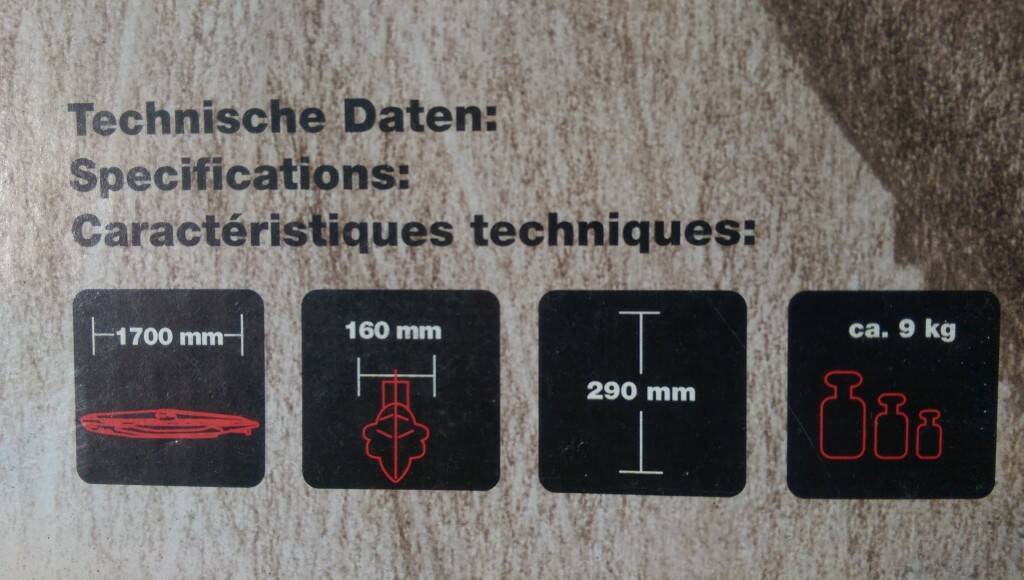 Technische Daten:
Specifications:
Caractéristiques techniques:
1700 mm
160 mm
290 mm
ca. 9 kg